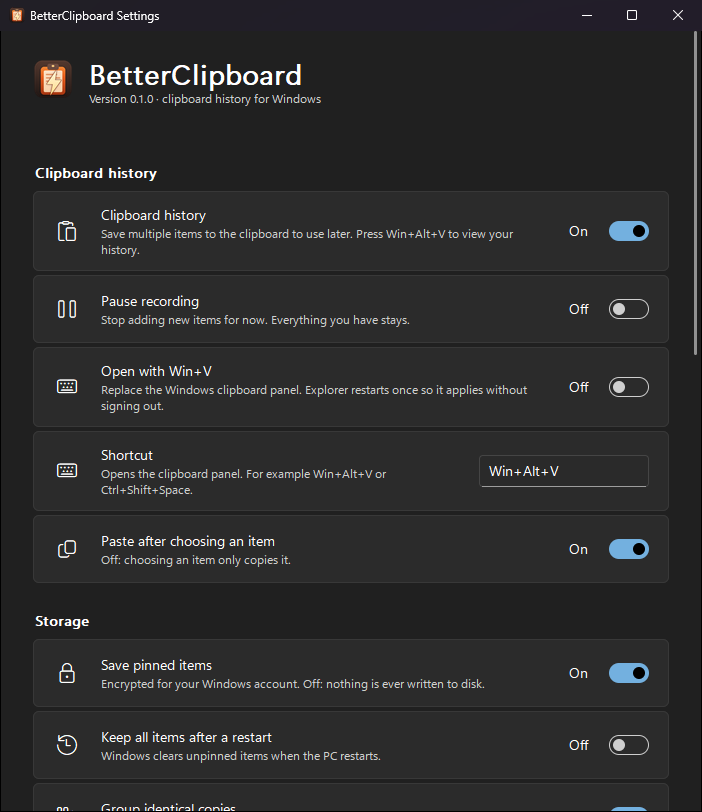 BetterClipboard Settings
BetterClipboard
Version 0.1.0 · clipboard history for Windows
Clipboard history
Clipboard history
Save multiple items to the clipboard to use later. Press Win+Alt+V to view your
history.
On
Pause recording
Stop adding new items for now. Everything you have stays.
Off
Open with Win+V
Replace the Windows clipboard panel. Explorer restarts once so it applies without
signing out.
Off
Shortcut
Opens the clipboard panel. For example Win+Alt+V or
Ctrl+Shift+Space.
Win+Alt+V
Paste after choosing an item
Off: choosing an item only copies it.
On
Storage
Save pinned items
Encrypted for your Windows account. Off: nothing is ever written to disk.
On
Keep all items after a restart
Windows clears unpinned items when the PC restarts.
Off
Group identical copies